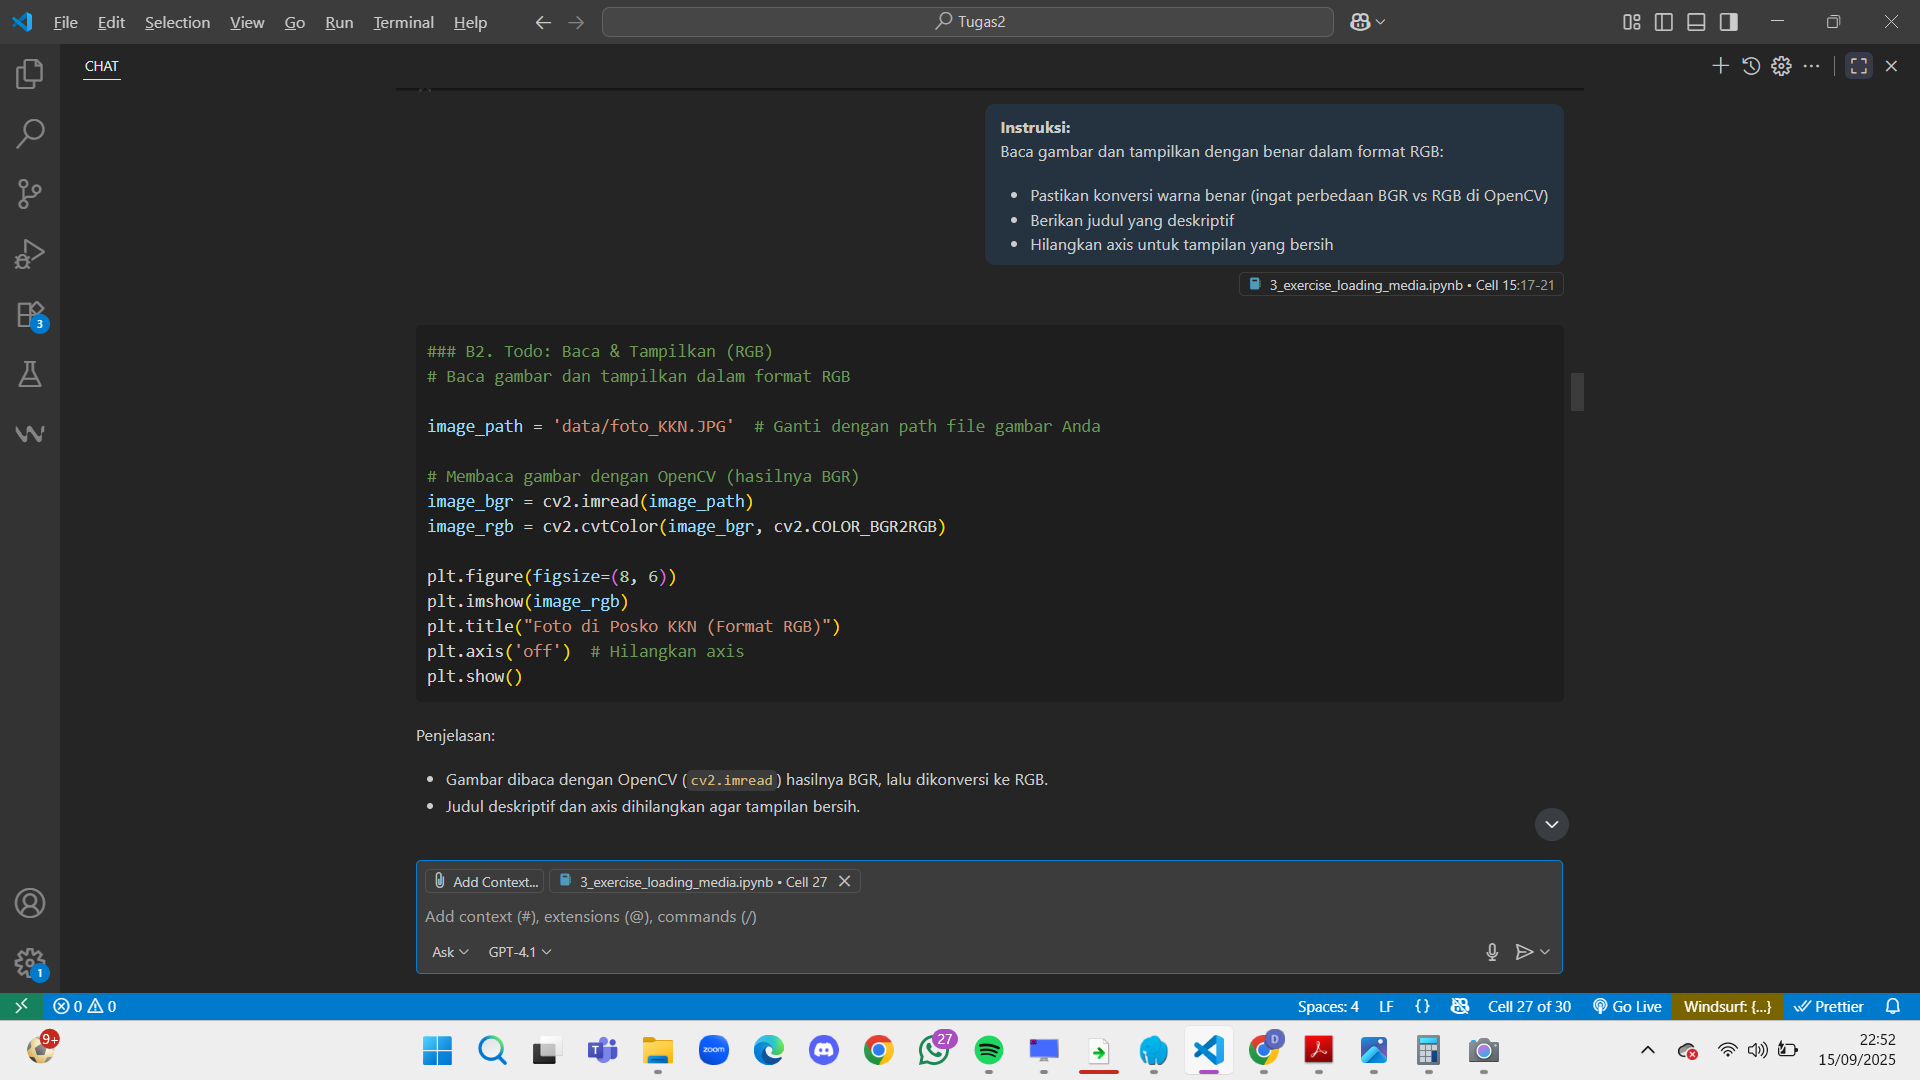 File Edit Selection View Go Run Terminal Help
Tugas2
CHAT
Instruksi:
Baca gambar dan tampilkan dengan benar dalam format RGB:
• Pastikan konversi warna benar (ingat perbedaan BGR vs RGB di OpenCV)
• Berikan judul yang deskriptif
• Hilangkan axis untuk tampilan yang bersih
3_exercise_loading_media.ipynb • Cell 15:17-21
### B2. Todo: Baca & Tampilkan (RGB)
# Baca gambar dan tampilkan dalam format RGB
image_path = 'data/foto_KKN.JPG'  # Ganti dengan path file gambar Anda
# Membaca gambar dengan OpenCV (hasilnya BGR)
image_bgr = cv2.imread(image_path)
image_rgb = cv2.cvtColor(image_bgr, cv2.COLOR_BGR2RGB)
plt.figure(figsize=(8, 6))
plt.imshow(image_rgb)
plt.title("Foto di Posko KKN (Format RGB)")
plt.axis('off')  # Hilangkan axis
plt.show()
Penjelasan:
• Gambar dibaca dengan OpenCV (cv2.imread) hasilnya BGR, lalu dikonversi ke RGB.
• Judul deskriptif dan axis dihilangkan agar tampilan bersih.
Add Context... 3_exercise_loading_media.ipynb • Cell 27
Add context (#), extensions (@), commands (/)
Ask GPT-4.1
3
1
0 0 Spaces: 4 LF {} Cell 27 of 30 Go Live Windsurf: {...} Prettier
9+
zoom
27
D
22:52
15/09/2025